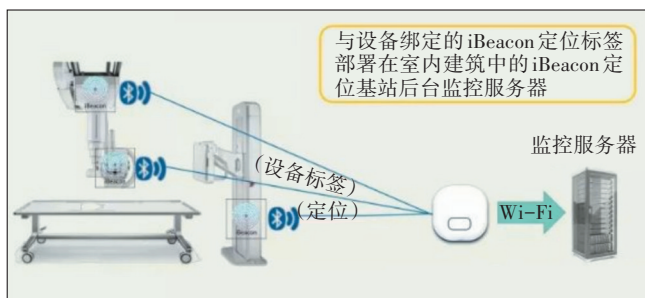 与设备绑定的iBeacon定位标签
部署在室内建筑中的iBeacon定
位基站后台监控服务器
监控服务器
iBeacon
iBeacon
(设备标签)
iBeacon
(定位)
Wi-Fi